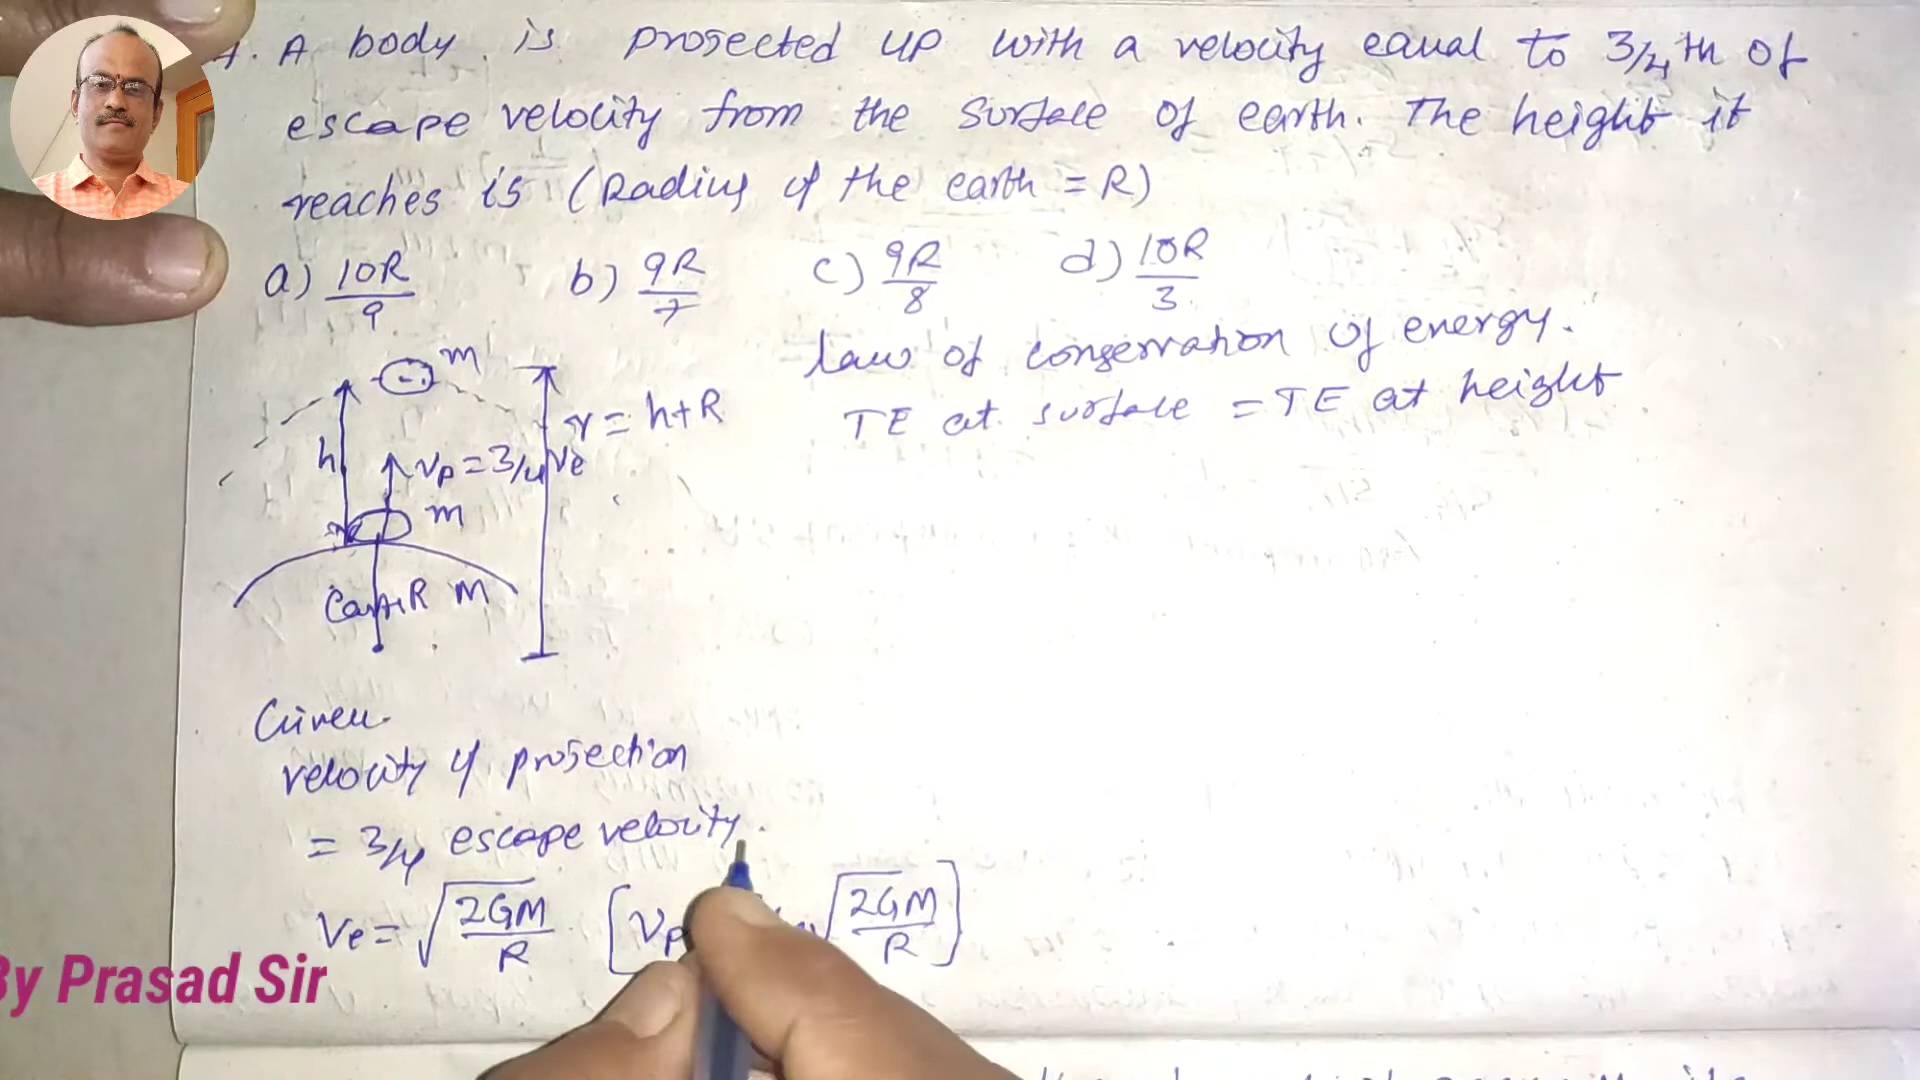 1. A body is projected up with a velocity equal to 3/4 th of
escape velocity from the surface of earth. The height it
reaches is (Radius of the earth = R)
a) 10R/9 b) 9R/7 c) 9R/8 d) 10R/3
law of conservation of energy.
TE at surface = TE at height
m
r = h+R
h
Vp = 3/4 Ve
m
Earth R M
Given
velocity of projection
= 3/4 escape velocity.
Ve = √2GM/R [Vp √2GM/R]
By Prasad Sir